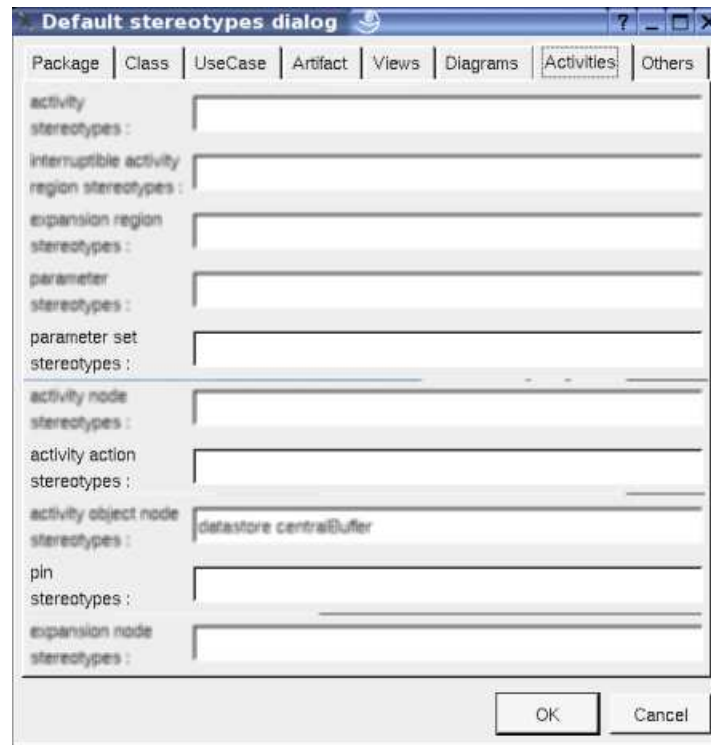 Default stereotypes dialog
Package Class UseCase Artifact Views Diagrams Activities Others
activity
stereotypes :
interruptible activity
region stereotypes :
expansion region
stereotypes :
parameter
stereotypes :
parameter set
stereotypes :
activity node
stereotypes :
activity action
stereotypes :
activity object node
stereotypes :
datastore centralBuffer
pin
stereotypes :
expansion node
stereotypes :
OK Cancel